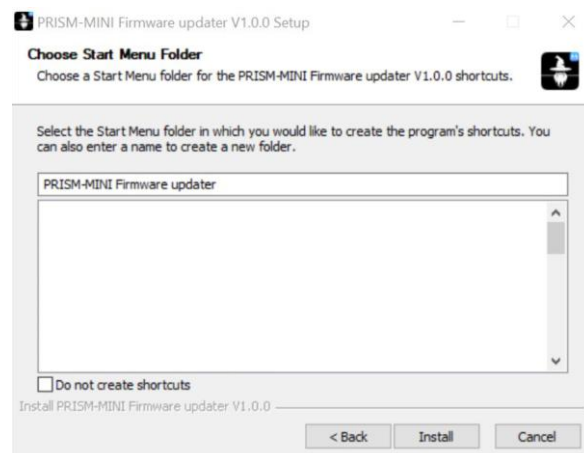 PRISM-MINI Firmware updater V1.0.0 Setup
Choose Start Menu Folder
Choose a Start Menu folder for the PRISM-MINI Firmware updater V1.0.0 shortcuts.
Select the Start Menu folder in which you would like to create the program's shortcuts. You
can also enter a name to create a new folder.
PRISM-MINI Firmware updater
Do not create shortcuts
Install PRISM-MINI Firmware updater V1.0.0
< Back Install Cancel